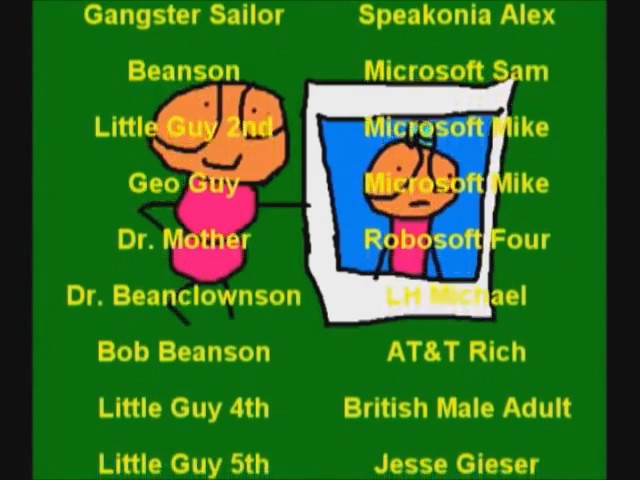 Gangster Sailor Speakonia Alex
Beanson Microsoft Sam
Little Guy 2nd Microsoft Mike
Geo Guy Microsoft Mike
Dr. Mother Robosoft Four
Dr. Beanclownson LH Michael
Bob Beanson AT&T Rich
Little Guy 4th British Male Adult
Little Guy 5th Jesse Gieser